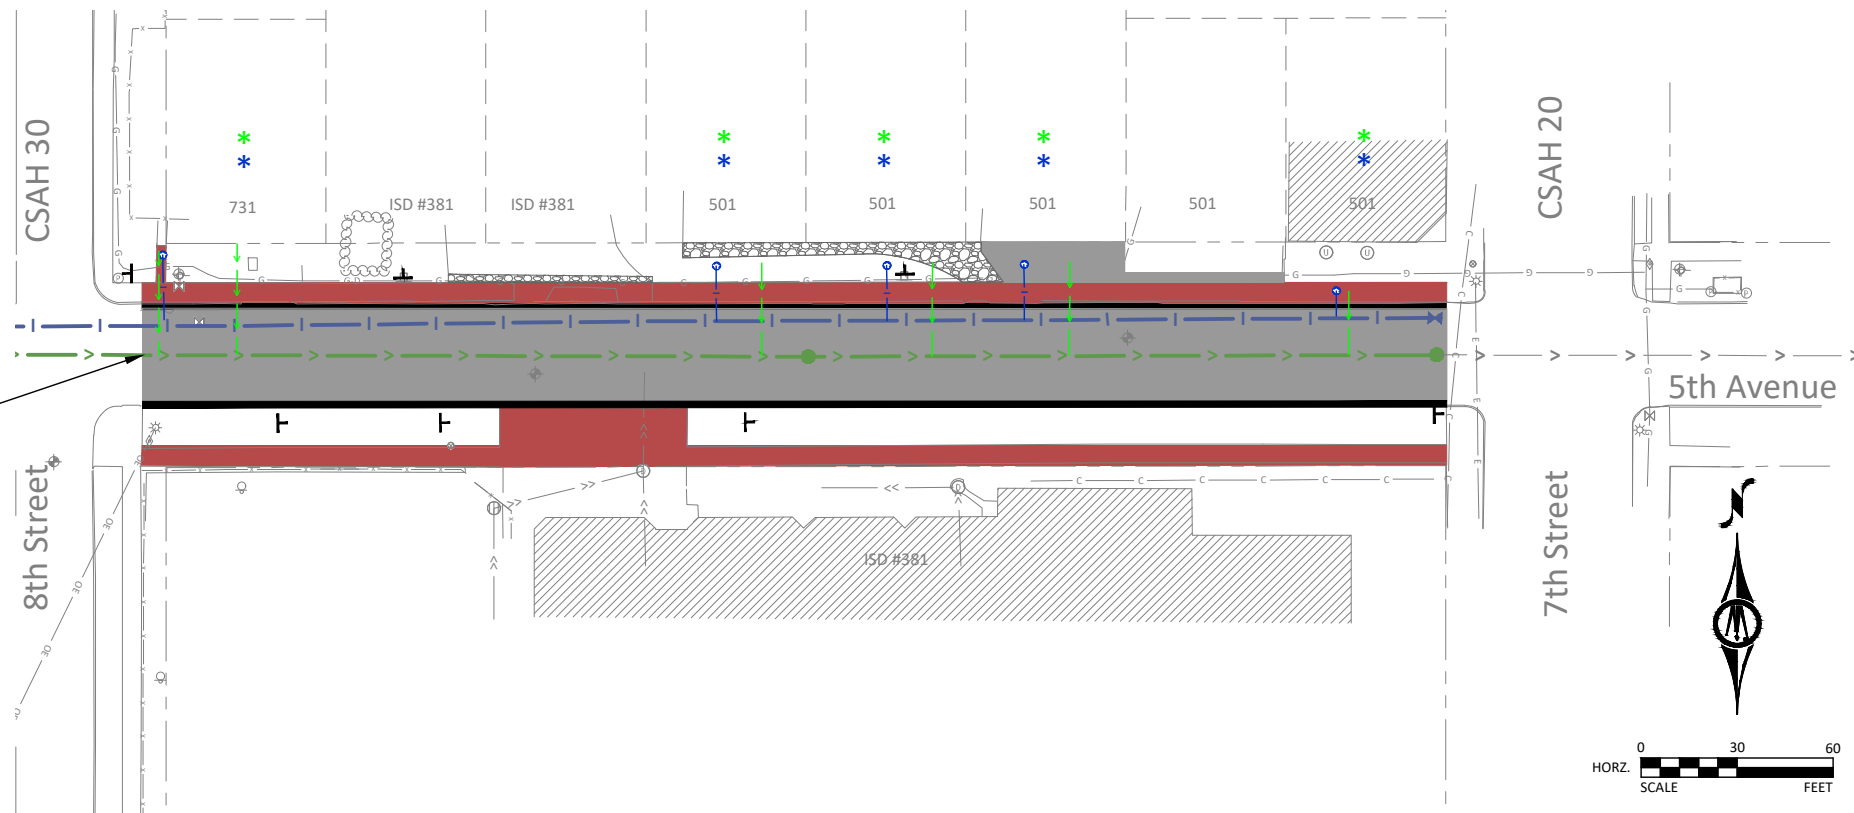 CSAH 30
8th Street
731
ISD #381
ISD #381
501
501
501
501
501
CSAH 20
5th Avenue
7th Street
ISD #381
N
0 30 60
HORZ.
SCALE FEET